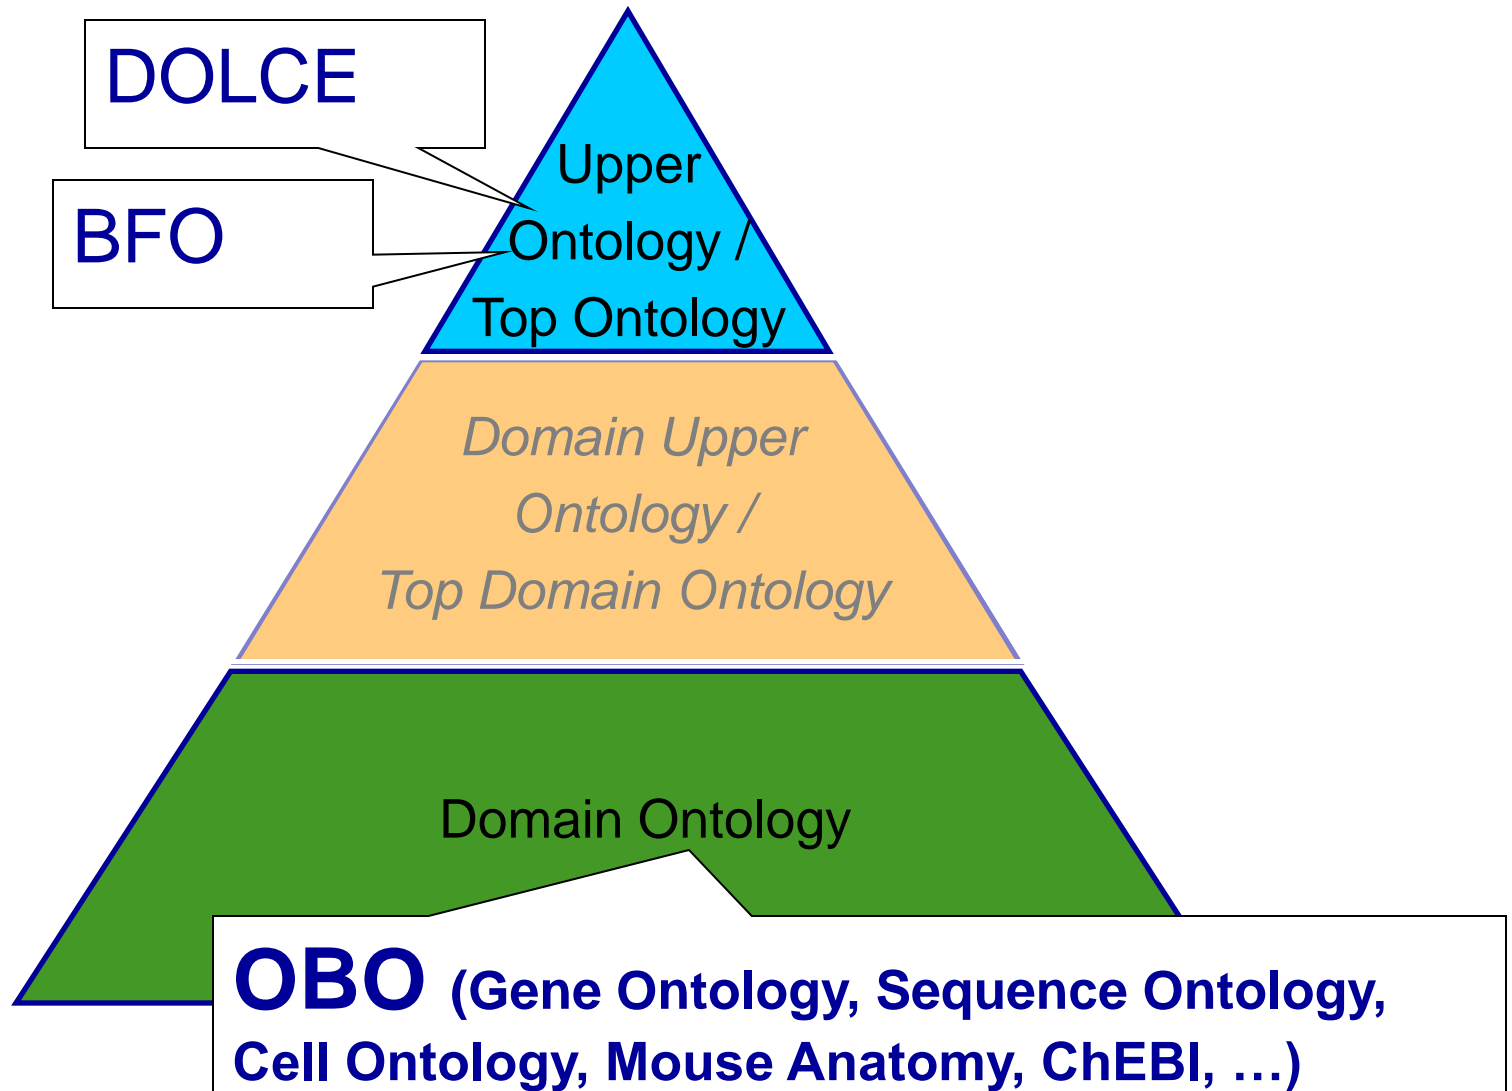 DOLCE
BFO
Upper
Ontology /
Top Ontology
Domain Upper
Ontology /
Top Domain Ontology
Domain Ontology
OBO (Gene Ontology, Sequence Ontology,
Cell Ontology, Mouse Anatomy, ChEBI, …)